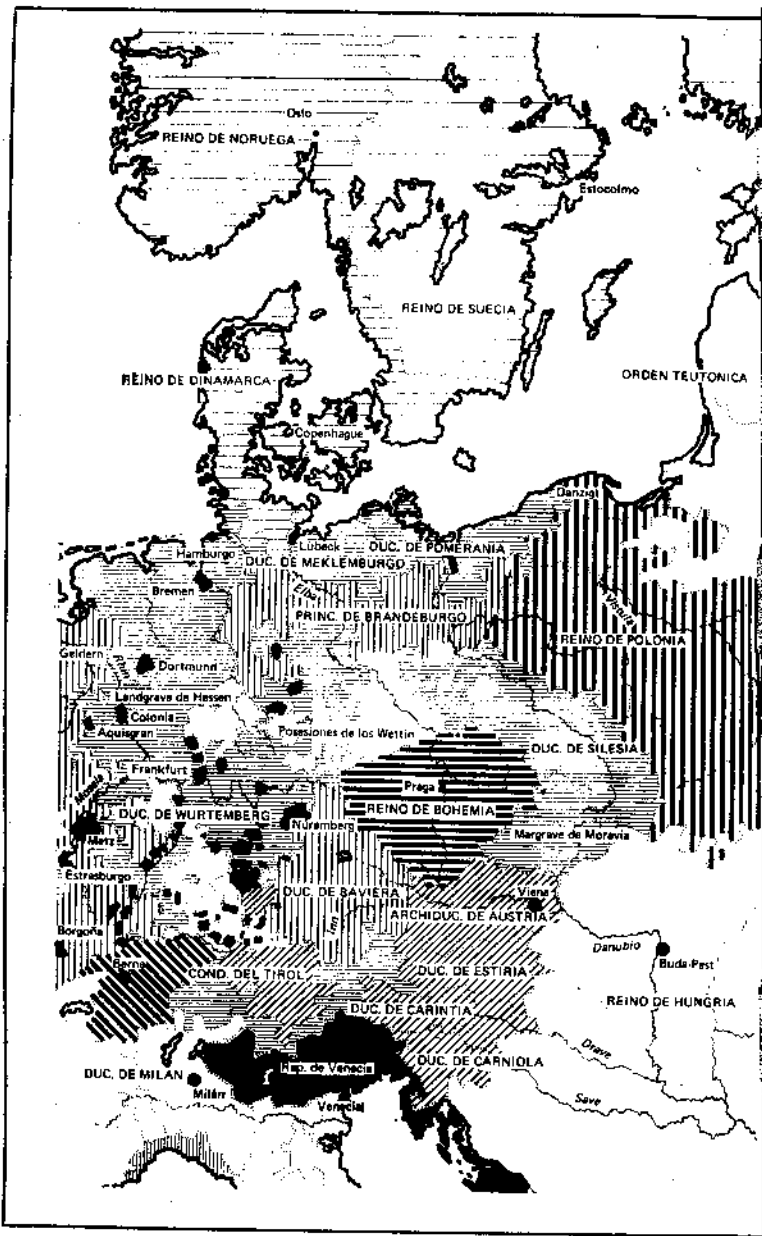 Oslo
REINO DE NORUEGA
Estocolmo
REINO DE SUECIA
REINO DE DINAMARCA
ORDEN TEUTONICA
Copenhague
Danzig
Hamburgo
Lübeck
DUC. DE POMERANIA
DUC. DE MEKLEMBURGO
Bremen
Elba
PRINC. DE BRANDEBURGO
Vistula
REINO DE POLONIA
Geldern
Rhin
Dortmund
Landgrave de Hessen
Colonia
Aquisgran
Posesiones de los Wettin
DUC. DE SILESIA
Frankfurt
Praga
REINO DE BOHEMIA
DUC. DE WURTEMBERG
Nüremberg
Margrave de Moravia
Metz
Estrasburgo
DUC. DE BAVIERA
Viena
ARCHIDUC. DE AUSTRIA
Borgoña
Inn
Danubio
Buda-Pest
Berna
COND. DEL TIROL
DUC. DE ESTIRIA
REINO DE HUNGRIA
DUC. DE CARINTIA
Drave
DUC. DE MILAN
Rep. de Venecia
DUC. DE CARNIOLA
Milán
Save
Venecia